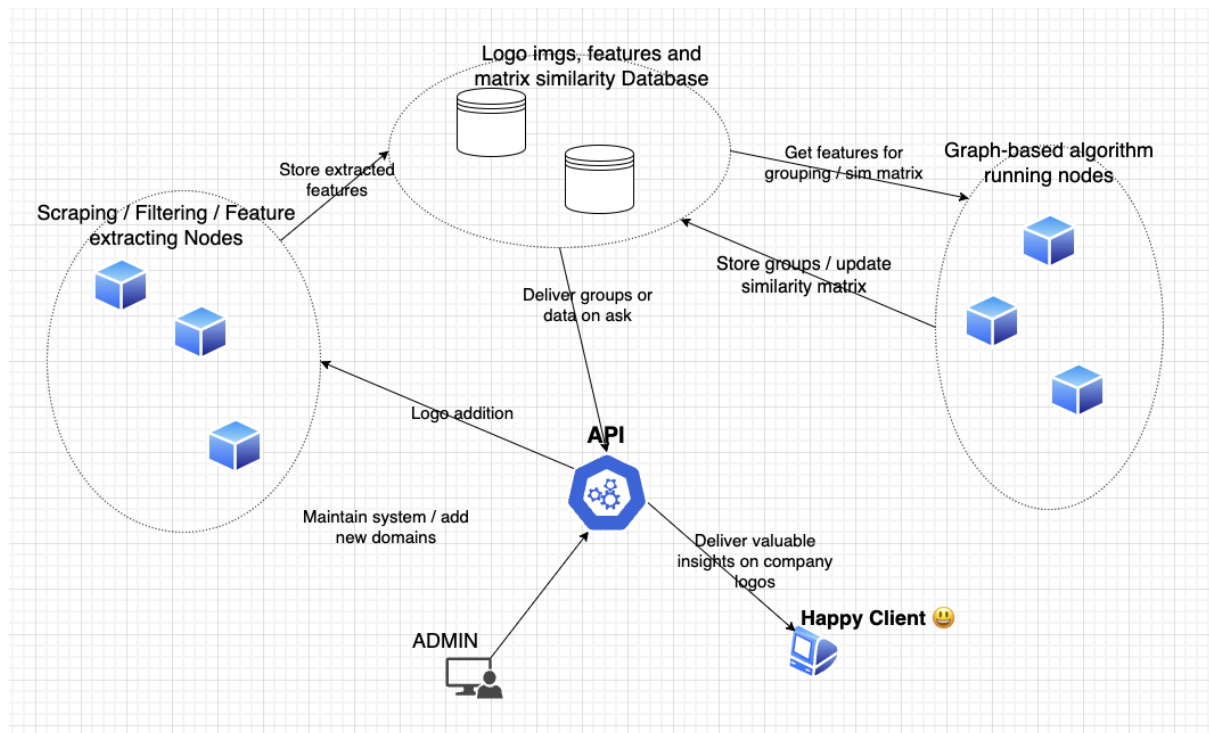 Logo imgs, features and
matrix similarity Database
Store extracted
features
Get features for
grouping / sim matrix
Graph-based algorithm
running nodes
Scraping / Filtering / Feature
extracting Nodes
Store groups / update
similarity matrix
Deliver groups or
data on ask
Logo addition
API
Maintain system / add
new domains
Deliver valuable
insights on company
logos
Happy Client 😃
ADMIN